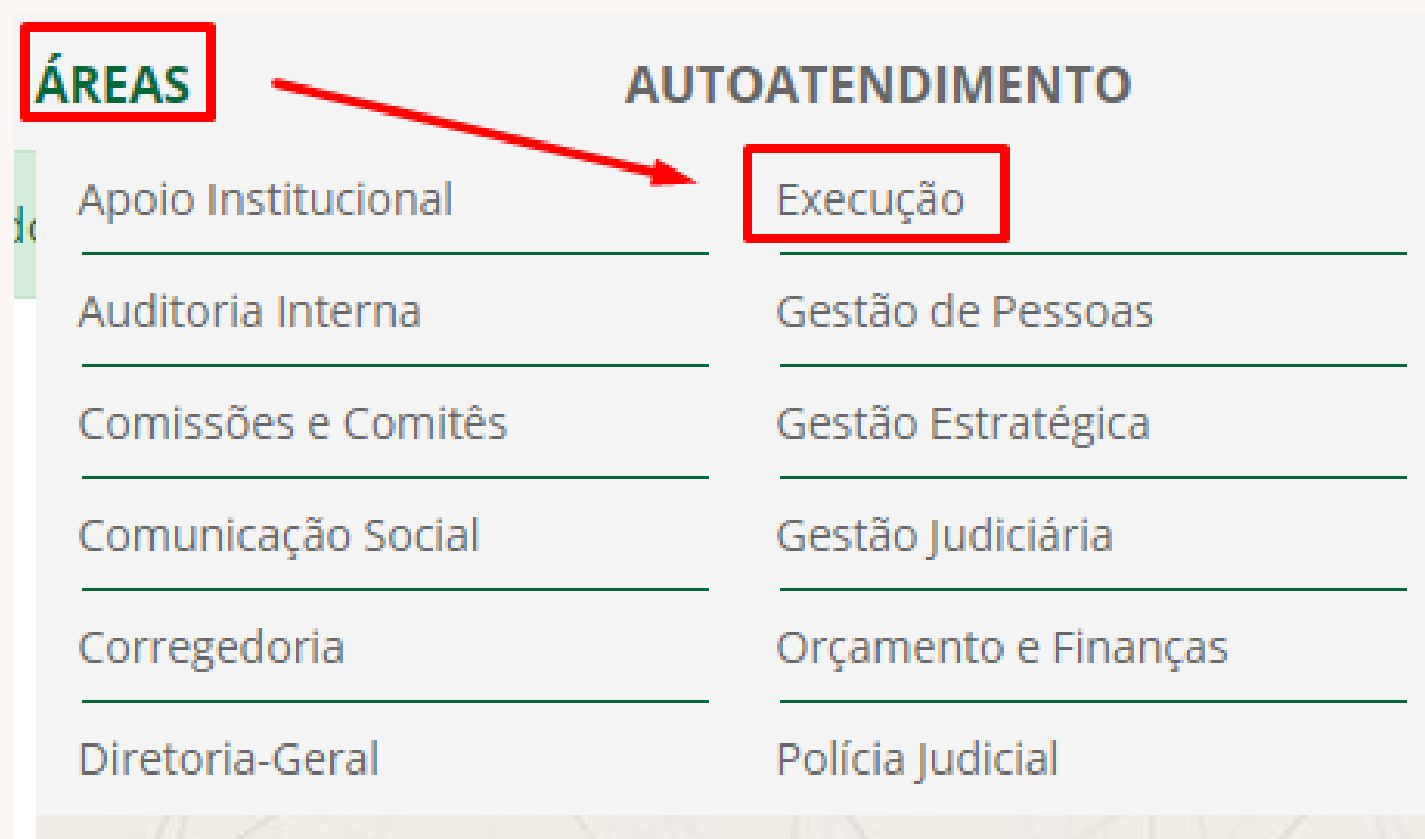 ÁREAS
AUTOATENDIMENTO
Apoio Institucional
Execução
Auditoria Interna
Gestão de Pessoas
Comissões e Comitês
Gestão Estratégica
Comunicação Social
Gestão Judiciária
Corregedoria
Orçamento e Finanças
Diretoria-Geral
Polícia Judicial